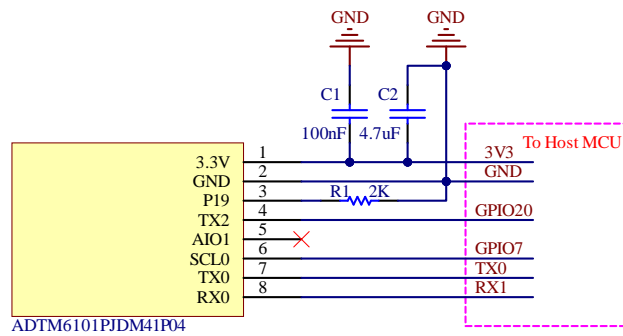 GND GND
C1 C2
100nF 4.7uF
To Host MCU
3.3V 1 3V3
GND 2 GND
P19 3 R1 2K
TX2 4 GPIO20
AIO1 5
SCL0 6 GPIO7
TX0 7 TX0
RX0 8 RX1
ADTM6101PJDM41P04